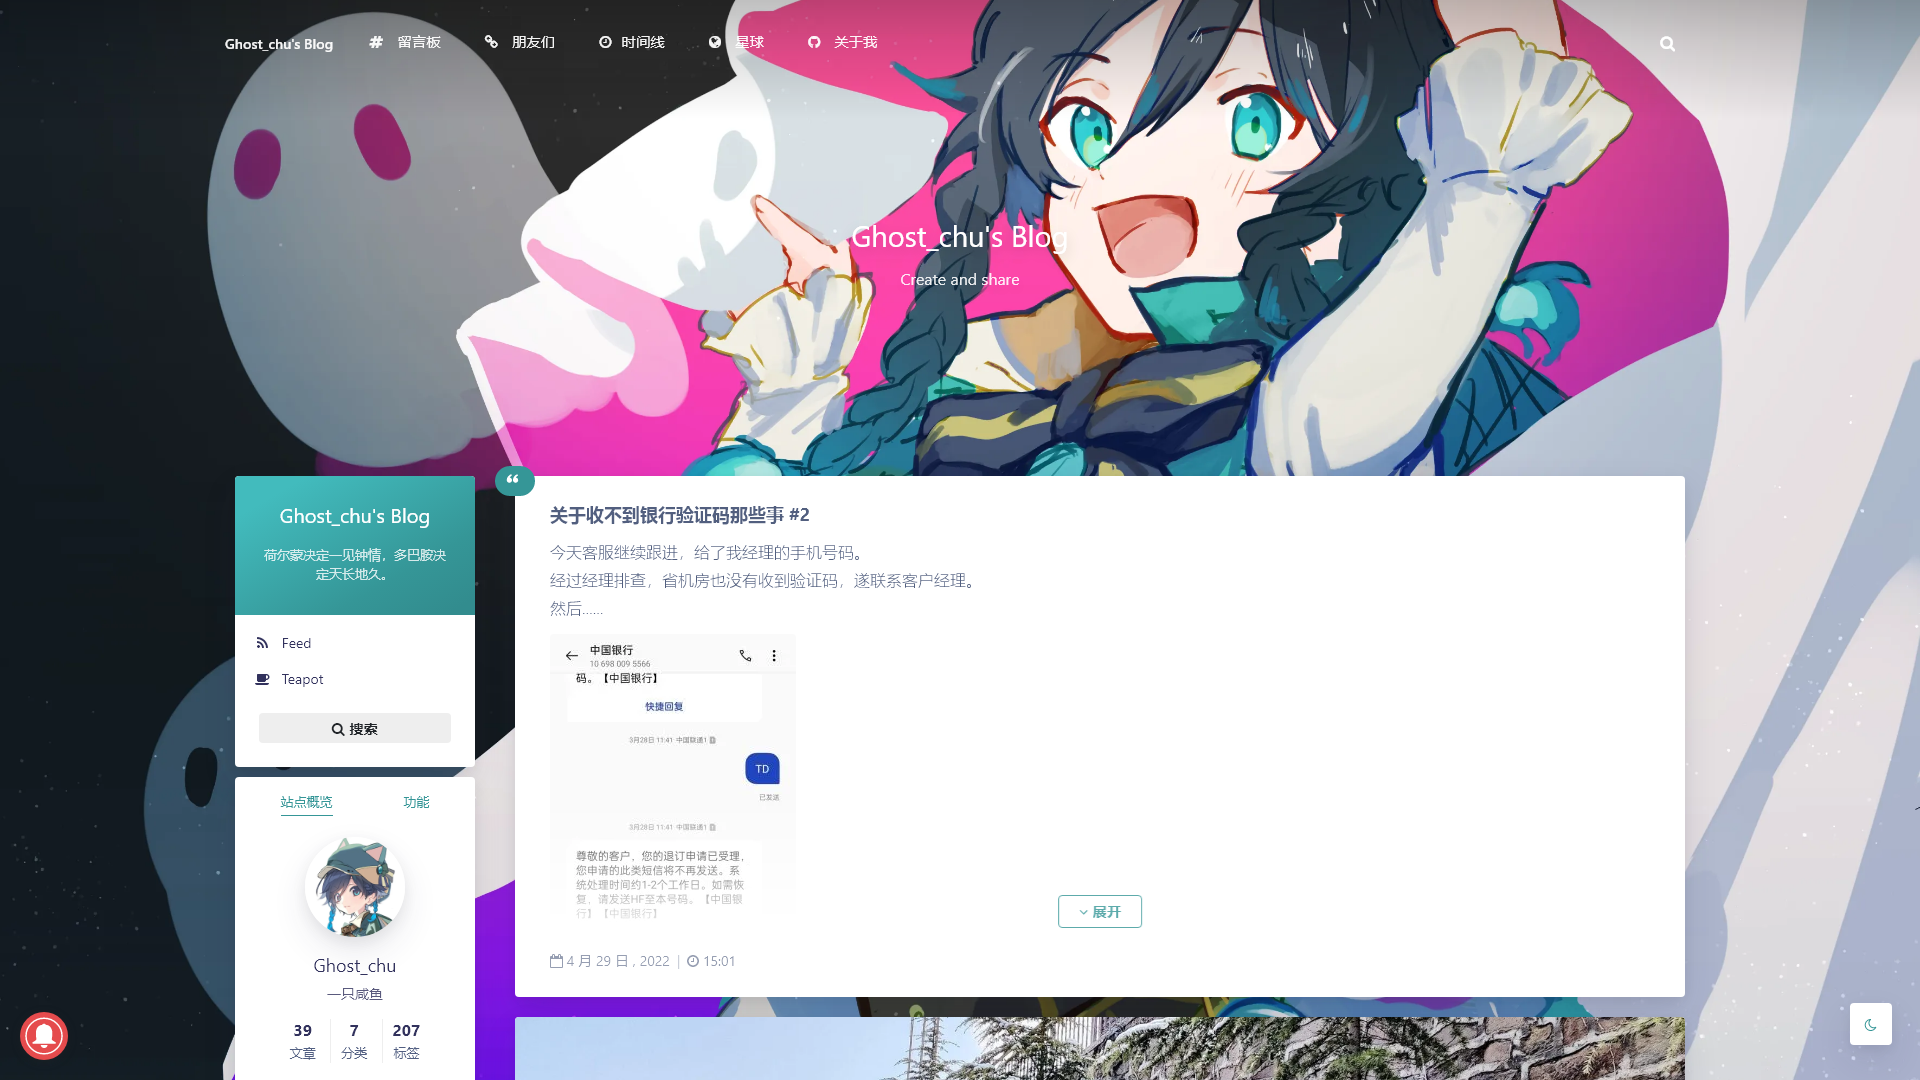 Ghost_chu's Blog
留言板
朋友们
时间线
星球
关于我
Ghost_chu's Blog
Create and share
Ghost_chu's Blog
荷尔蒙决定一见钟情，多巴胺决
定天长地久。
Feed
Teapot
搜索
站点概览
功能
Ghost_chu
一只咸鱼
39
文章
7
分类
207
标签
关于收不到银行验证码那些事 #2
今天客服继续跟进，给了我经理的手机号码。
经过经理排查，省机房也没有收到验证码，遂联系客户经理。
然后……
中国银行
10 698 009 5566
码。【中国银行】
快捷回复
3月28日 11:41 中国联通1
TD
已发送
3月28日 11:41 中国联通1
尊敬的客户，您的退订申请已受理，
您申请的此类短信将不再发送。系
统处理时间约1-2个工作日。如需恢
复，请发送HF至本号码。【中国银
行】【中国银行】
展开
4 月 29 日 , 2022 | 15:01